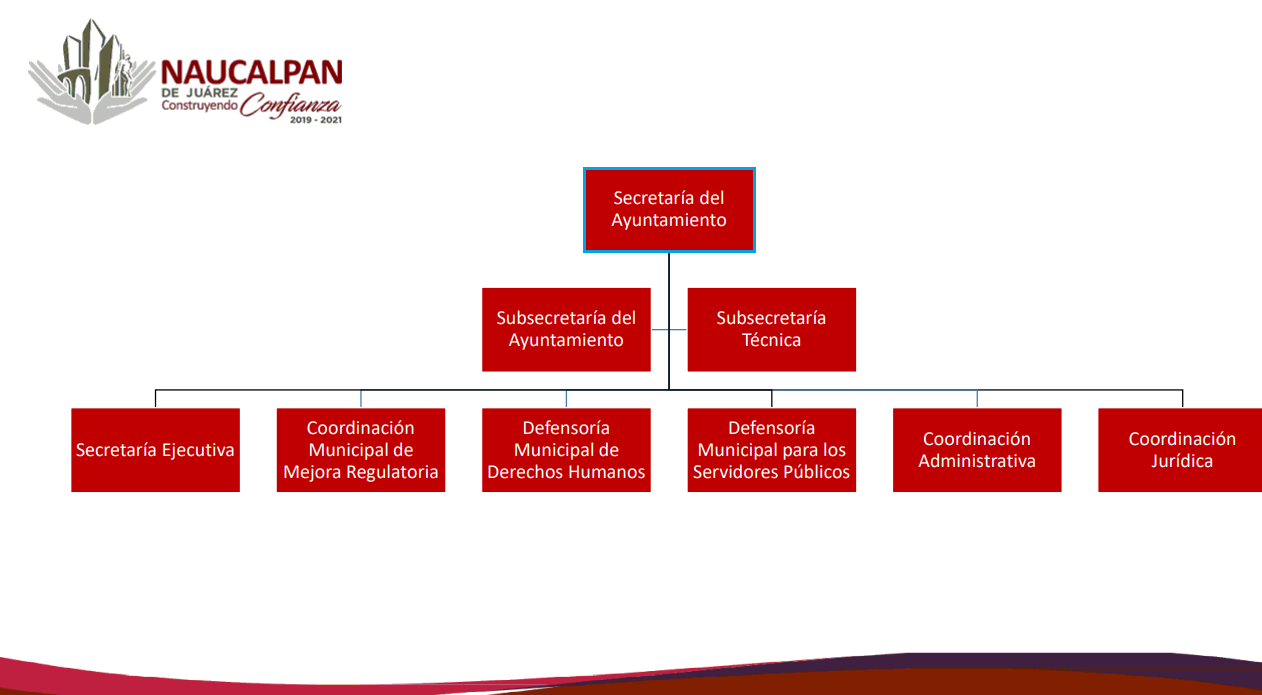 NAUCALPAN
DE JUÁREZ
Construyendo Confianza
2019 - 2021
Secretaría del
Ayuntamiento
Subsecretaría del
Ayuntamiento
Subsecretaría
Técnica
Secretaría Ejecutiva
Coordinación
Municipal de
Mejora Regulatoria
Defensoría
Municipal de
Derechos Humanos
Defensoría
Municipal para los
Servidores Públicos
Coordinación
Administrativa
Coordinación
Jurídica